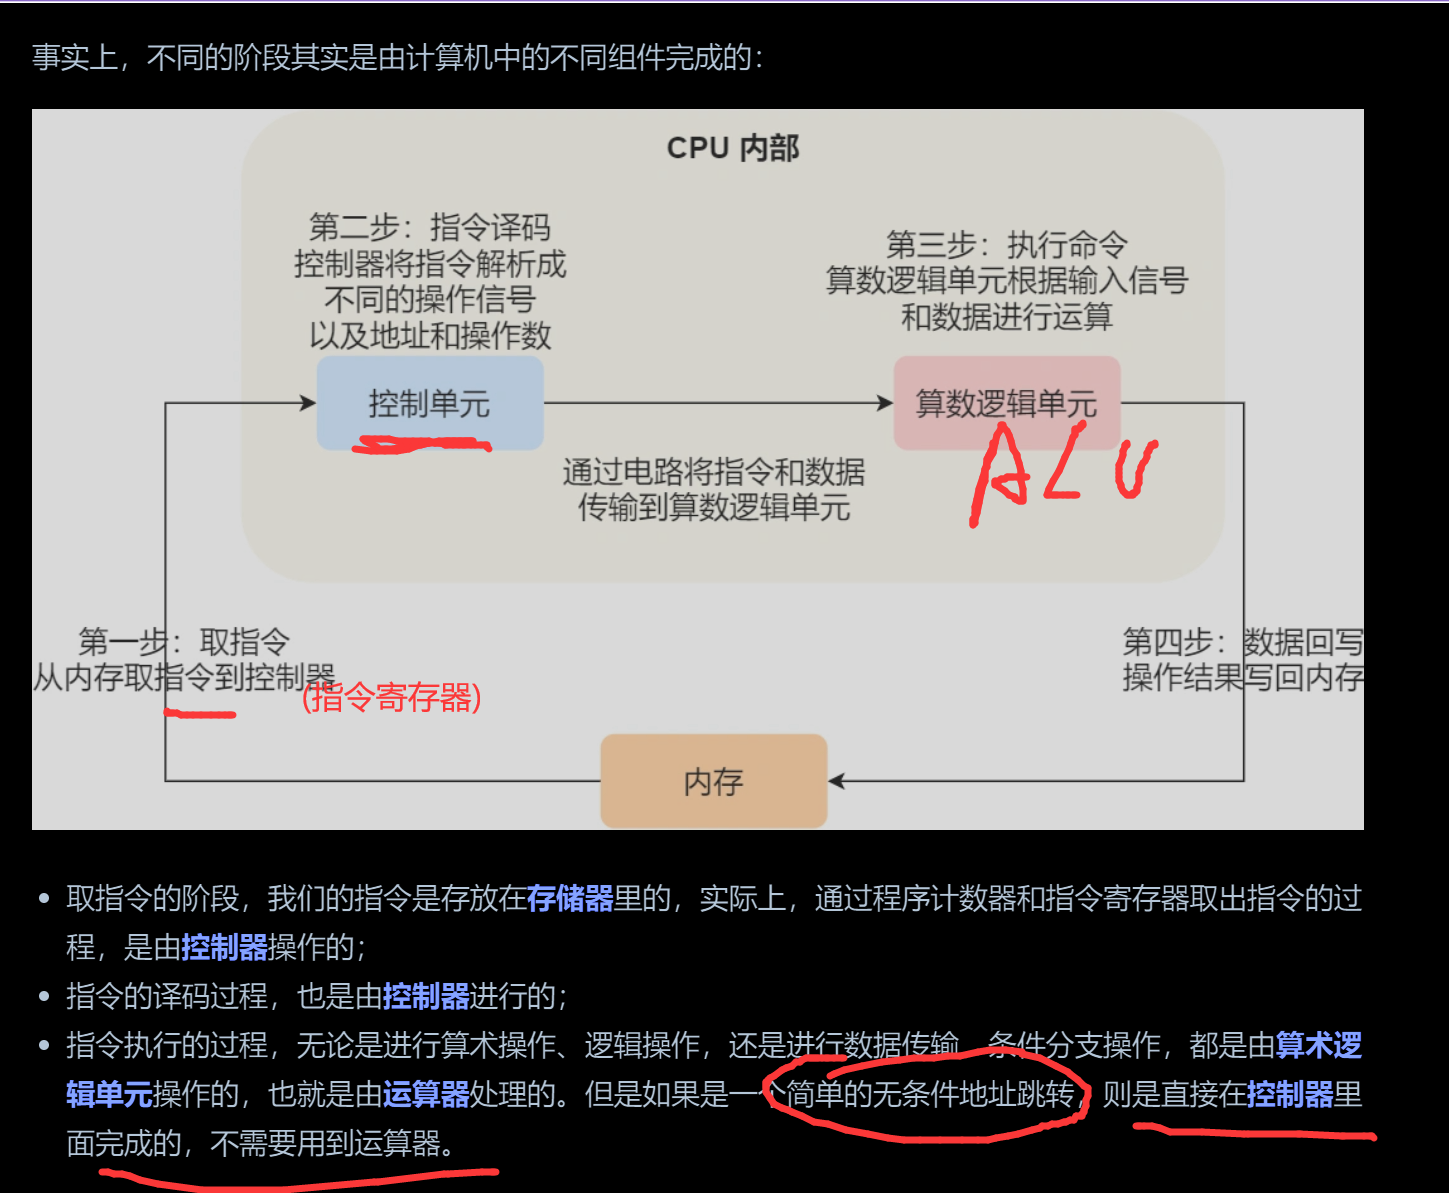 事实上，不同的阶段其实是由计算机中的不同组件完成的：
CPU 内部
第二步：指令译码
控制器将指令解析成
不同的操作信号
以及地址和操作数
第三步：执行命令
算数逻辑单元根据输入信号
和数据进行运算
控制单元
算数逻辑单元
ALU
通过电路将指令和数据
传输到算数逻辑单元
第一步：取指令
从内存取指令到控制器
(指令寄存器)
第四步：数据回写
操作结果写回内存
内存
取指令的阶段，我们的指令是存放在存储器里的，实际上，通过程序计数器和指令寄存器取出指令的过
程，是由控制器操作的；
指令的译码过程，也是由控制器进行的；
指令执行的过程，无论是进行算术操作、逻辑操作，还是进行数据传输、条件分支操作，都是由算术逻
辑单元操作的，也就是由运算器处理的。但是如果是一个简单的无条件地址跳转，则是直接在控制器里
面完成的，不需要用到运算器。